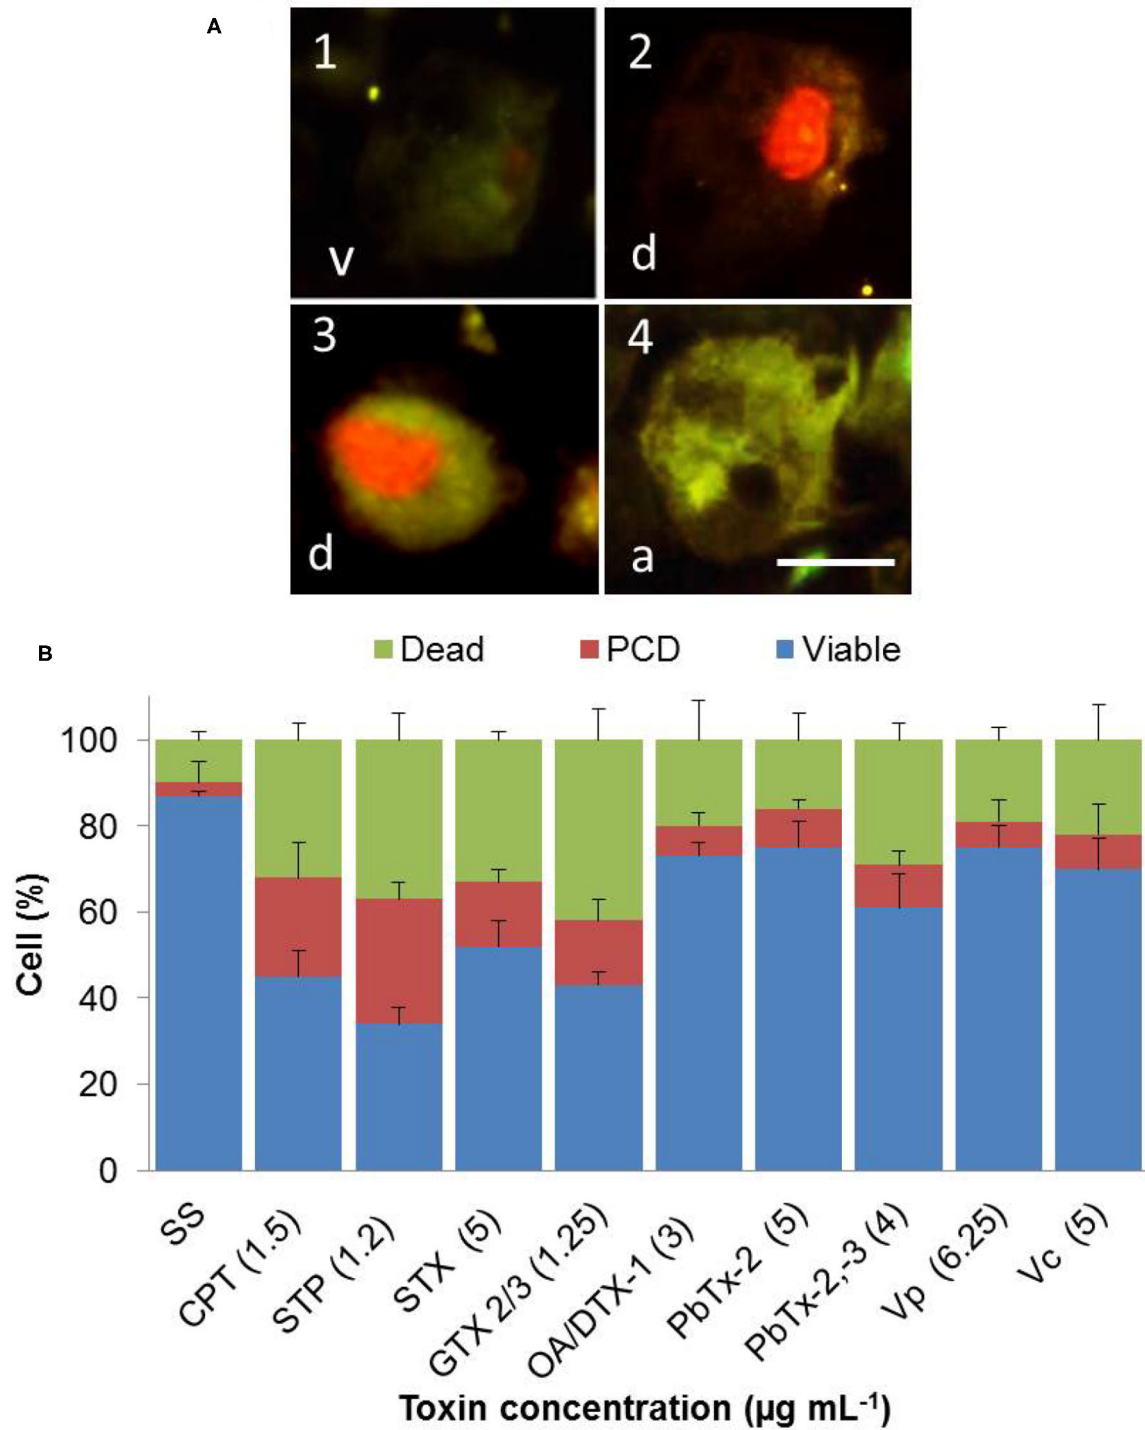 A
1
2
v
d
3
4
d
a
B
Dead PCD Viable
100
80
60
40
20
0
Cell (%)
SS
CPT (1.5)
STP (1.2)
STX (5)
GTX 2/3 (1.25)
OA/DTX-1 (3)
PbTx-2 (5)
PbTx-2,-3 (4)
Vp (6.25)
Vc (5)
Toxin concentration (µg mL-1)